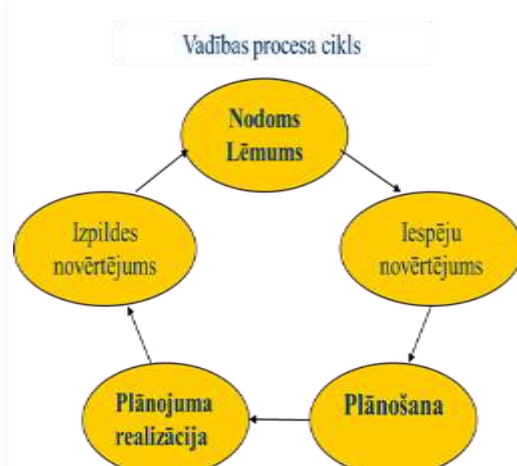 Vadības procesa cikls
Nodoms
Lēmums
Iespēju
novērtējums
Plānošana
Plānojuma
realizācija
Izpildes
novērtējums